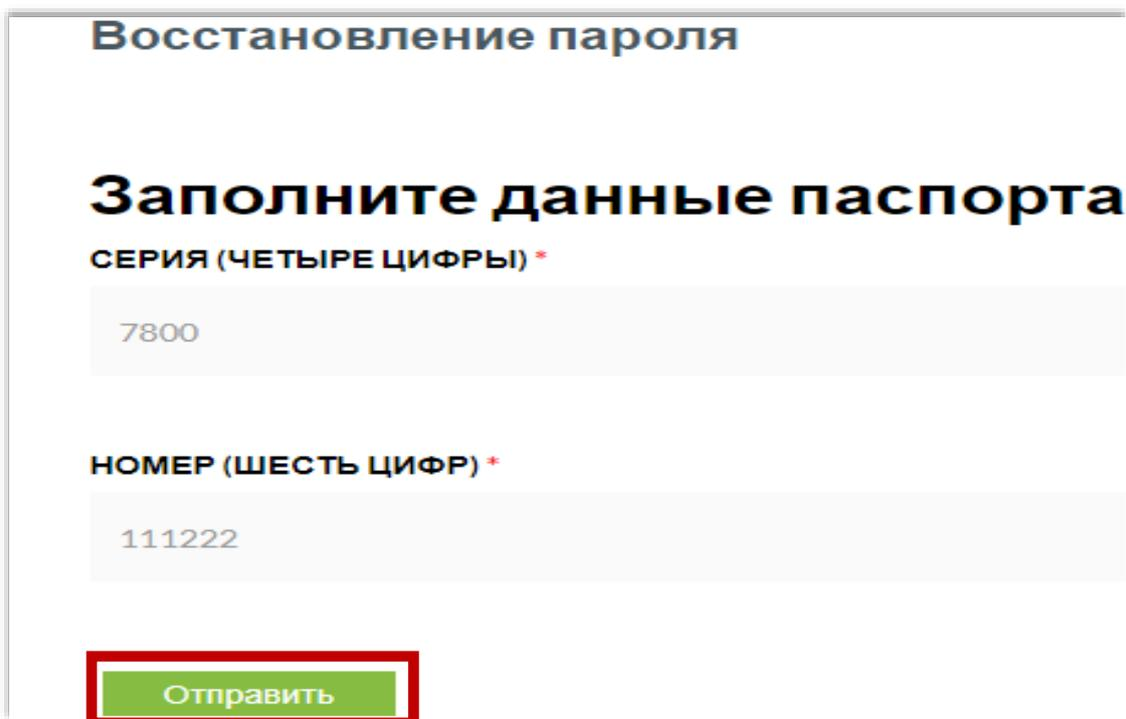 Восстановление пароля
Заполните данные паспорта
СЕРИЯ (ЧЕТЫРЕ ЦИФРЫ) *
7800
НОМЕР (ШЕСТЬ ЦИФР) *
111222
Отправить